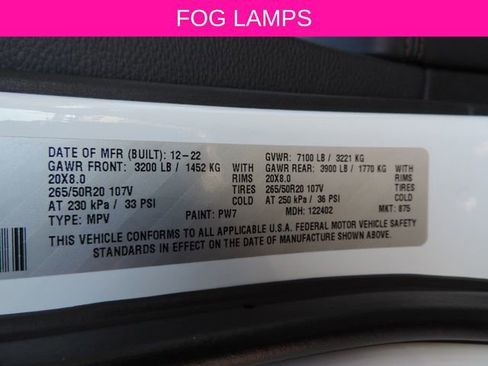 FOG LAMPS
DATE OF MFR (BUILT): 12-22 GVWR: 7100 LB / 3221 KG
GAWR FRONT: 3200 LB / 1452 KG WITH GAWR REAR: 3900 LB / 1770 KG WITH
20X8.0 RIMS 20X8.0 RIMS
265/50R20 107V TIRES 265/50R20 107V TIRES
AT 230 kPa / 33 PSI COLD AT 250 kPa / 36 PSI COLD
TYPE: MPV PAINT: PW7 MDH: 122402 MKT: 875
THIS VEHICLE CONFORMS TO ALL APPLICABLE U.S.A. FEDERAL MOTOR VEHICLE SAFETY
STANDARDS IN EFFECT ON THE DATE OF MANUFACTURE SHOWN ABOVE.